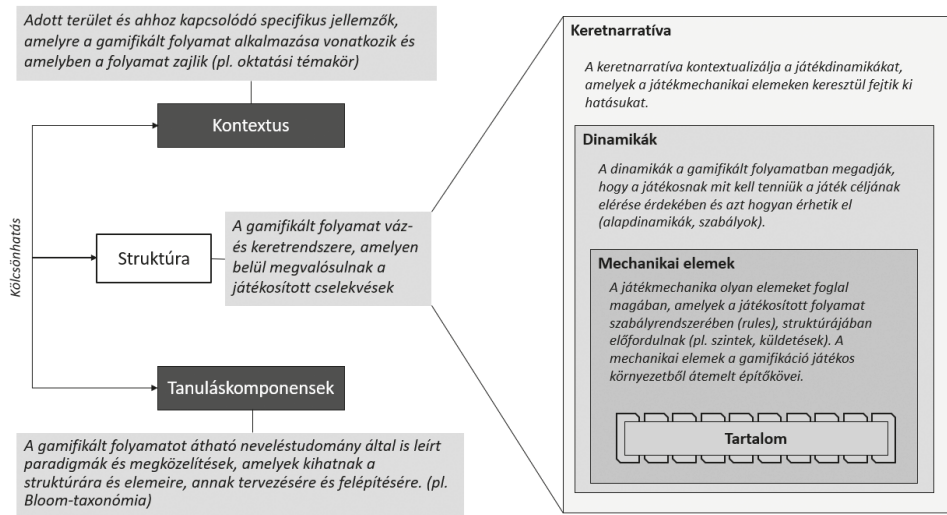 Adott terület és ahhoz kapcsolódó specifikus jellemzők,
amelyre a gamifikált folyamat alkalmazása vonatkozik és
amelyben a folyamat zajlik (pl. oktatási témakör)
Kontextus
Kölcsönhatás
Struktúra
A gamifikált folyamat váz-
és keretrendszere, amelyen
belül megvalósulnak a
játékosított cselekvések
Tanuláskomponensek
A gamifikált folyamatot átható neveléstudomány által is leírt
paradigmák és megközelítések, amelyek kihatnak a
struktúrára és elemeire, annak tervezésére és felépítésére. (pl.
Bloom-taxonómia)
Keretnarratíva
A keretnarratíva kontextualizálja a játékdinamikákat,
amelyek a játékmechanikai elemeken keresztül fejtik ki
hatásukat.
Dinamikák
A dinamikák a gamifikált folyamatban megadják,
hogy a játékosnak mit kell tenniük a játék céljának
elérése érdekében és azt hogyan érhetik el
(alapdinamikák, szabályok).
Mechanikai elemek
A játékmechanika olyan elemeket foglal
magában, amelyek a játékosított folyamat
szabályrendszerében (rules), struktúrájában
előfordulnak (pl. szintek, küldetések). A
mechanikai elemek a gamifikáció játékos
környezetből átemelt építőkövei.
Tartalom